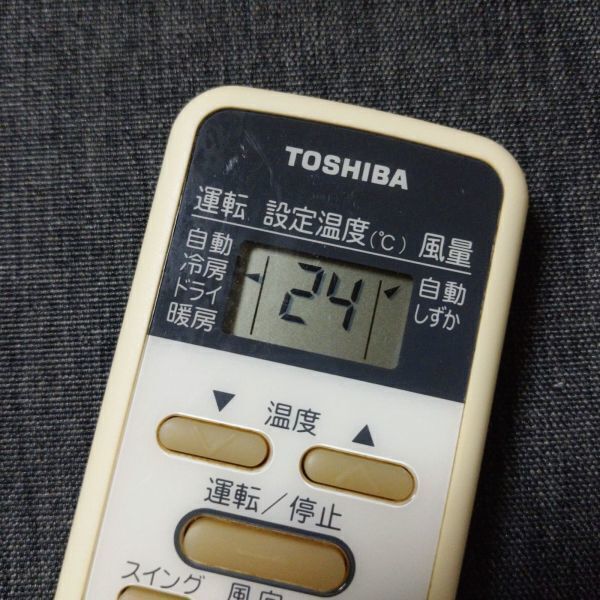 TOSHIBA
運転 設定温度(℃) 風量
自動
冷房
ドライ
暖房
24
自動
しずか
▼ 温度 ▲
運転/停止
スイング